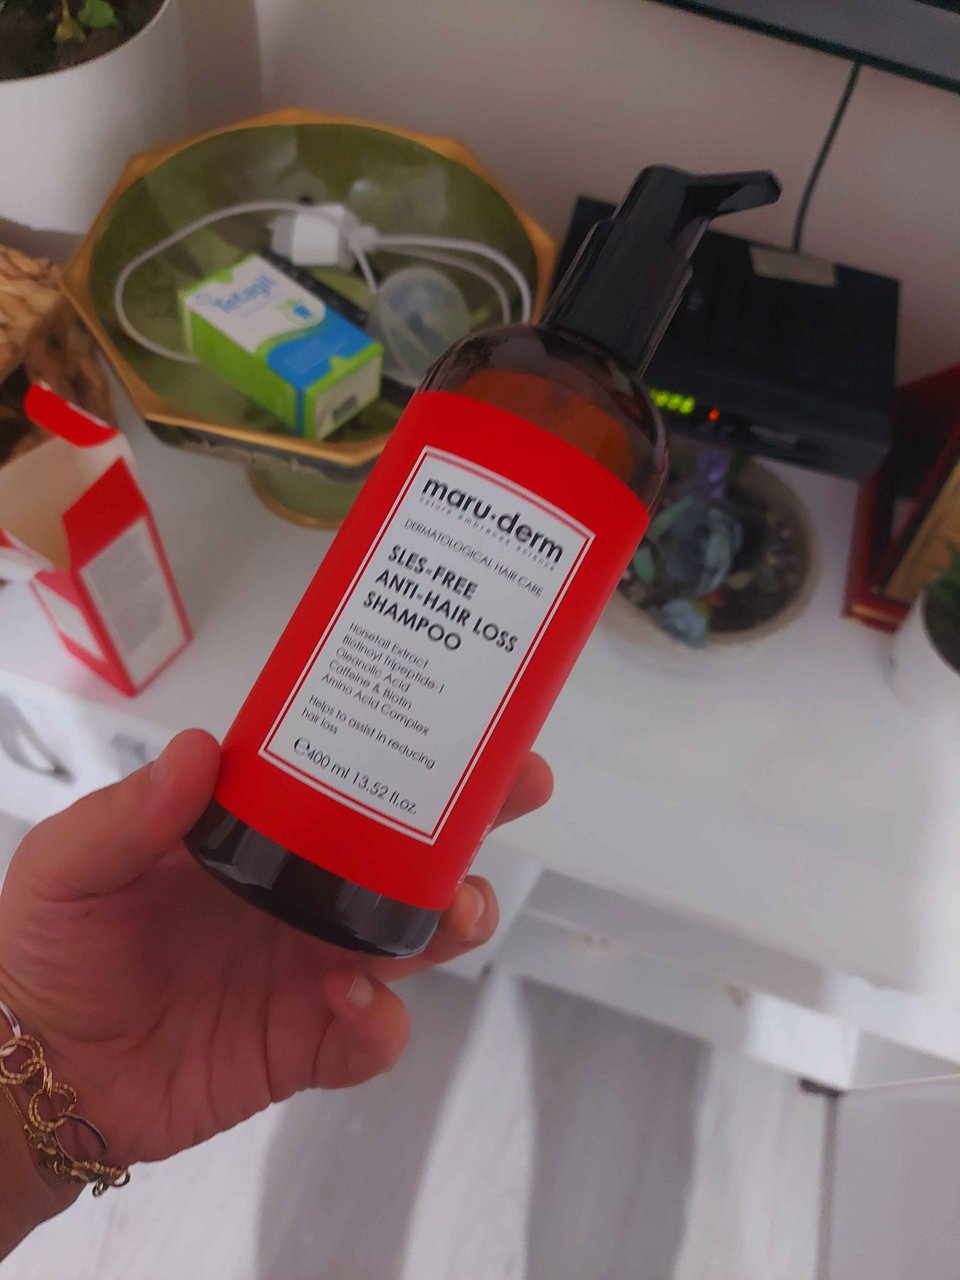 maru·derm
nature embraces science
DERMATOLOGICAL HAIR CARE
SLES-FREE
ANTI-HAIR LOSS
SHAMPOO
Horsetail Extract
Biotinoyl Tripeptide-1
Oleanolic Acid
Caffeine & Biotin
Amino Acid Complex
Helps to assist in reducing
hair loss
℮400 ml 13.52 fl.oz.